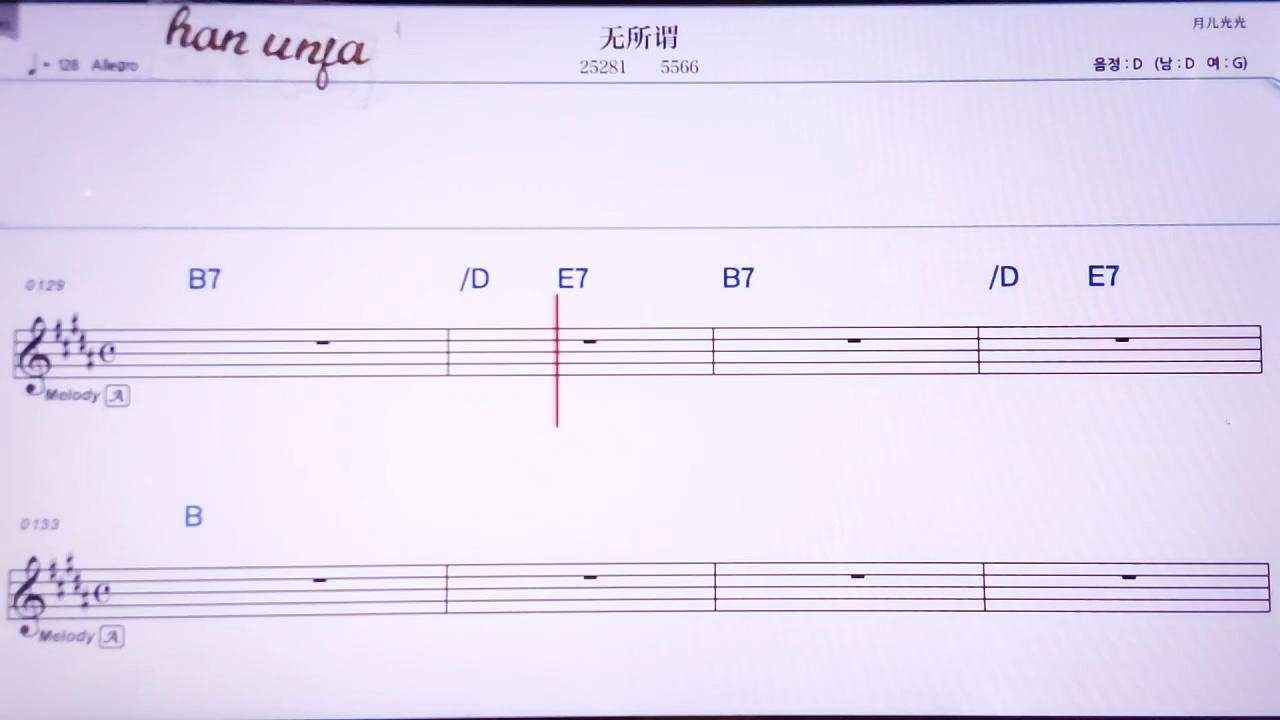 han unfa
无所谓
月儿光光
25281 5566
♩= 128 Allegro
음정 : D (남 : D 여 : G)
0129
B7 /D E7 B7 /D E7
Melody A
0133
B
Melody A